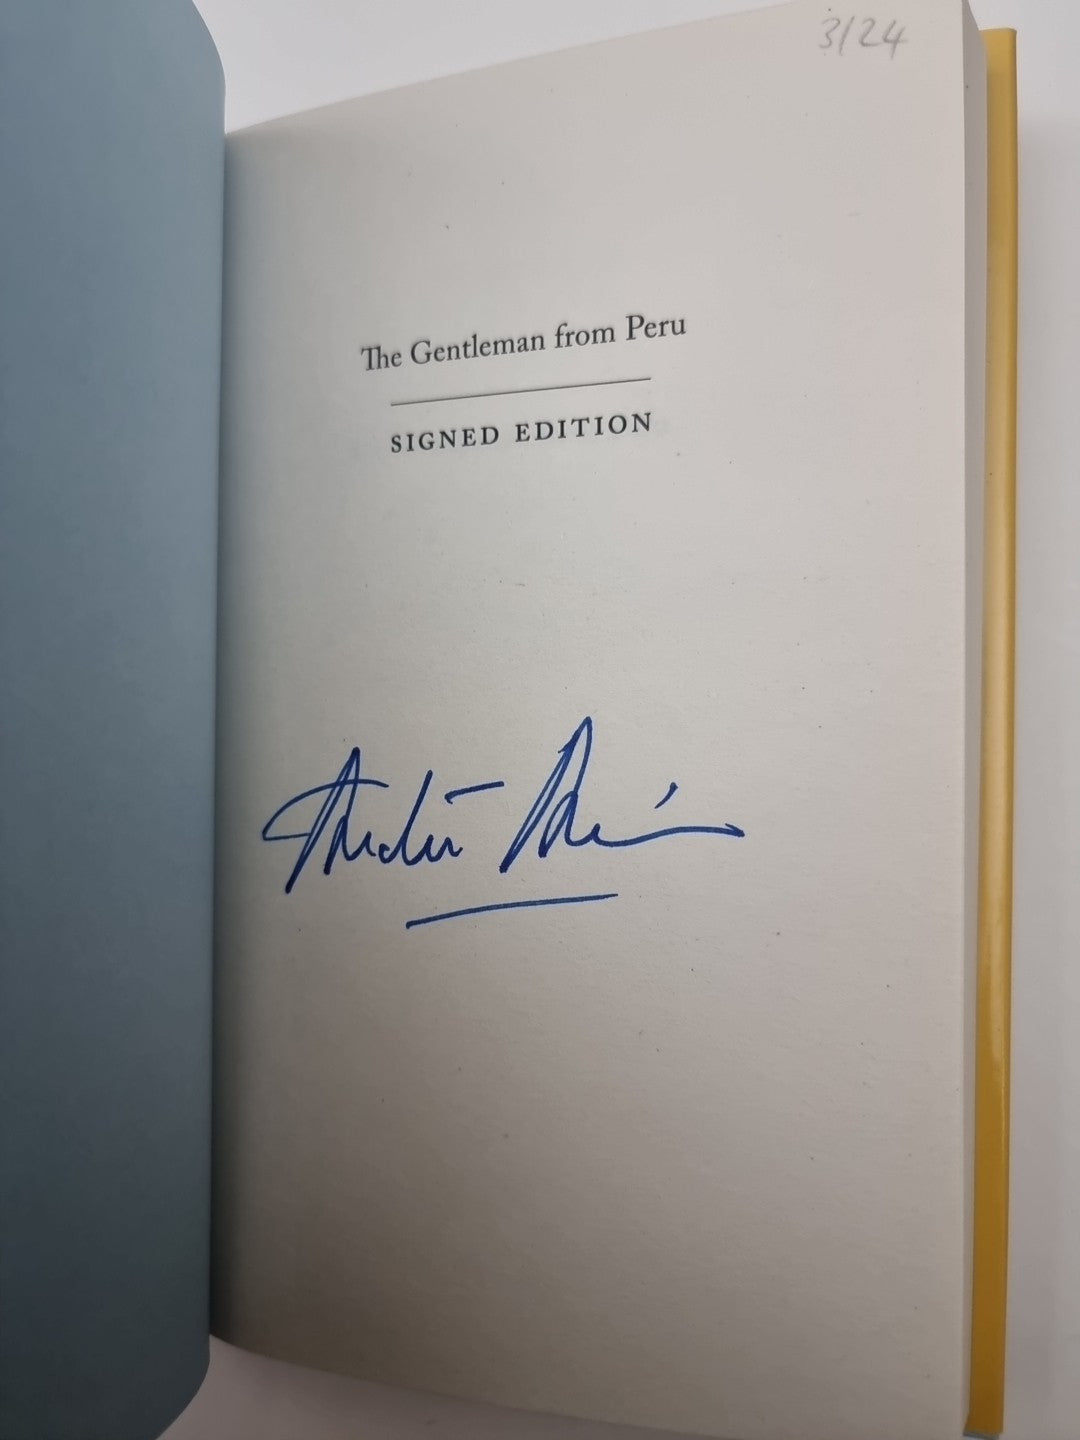 3/24
The Gentleman from Peru
SIGNED EDITION